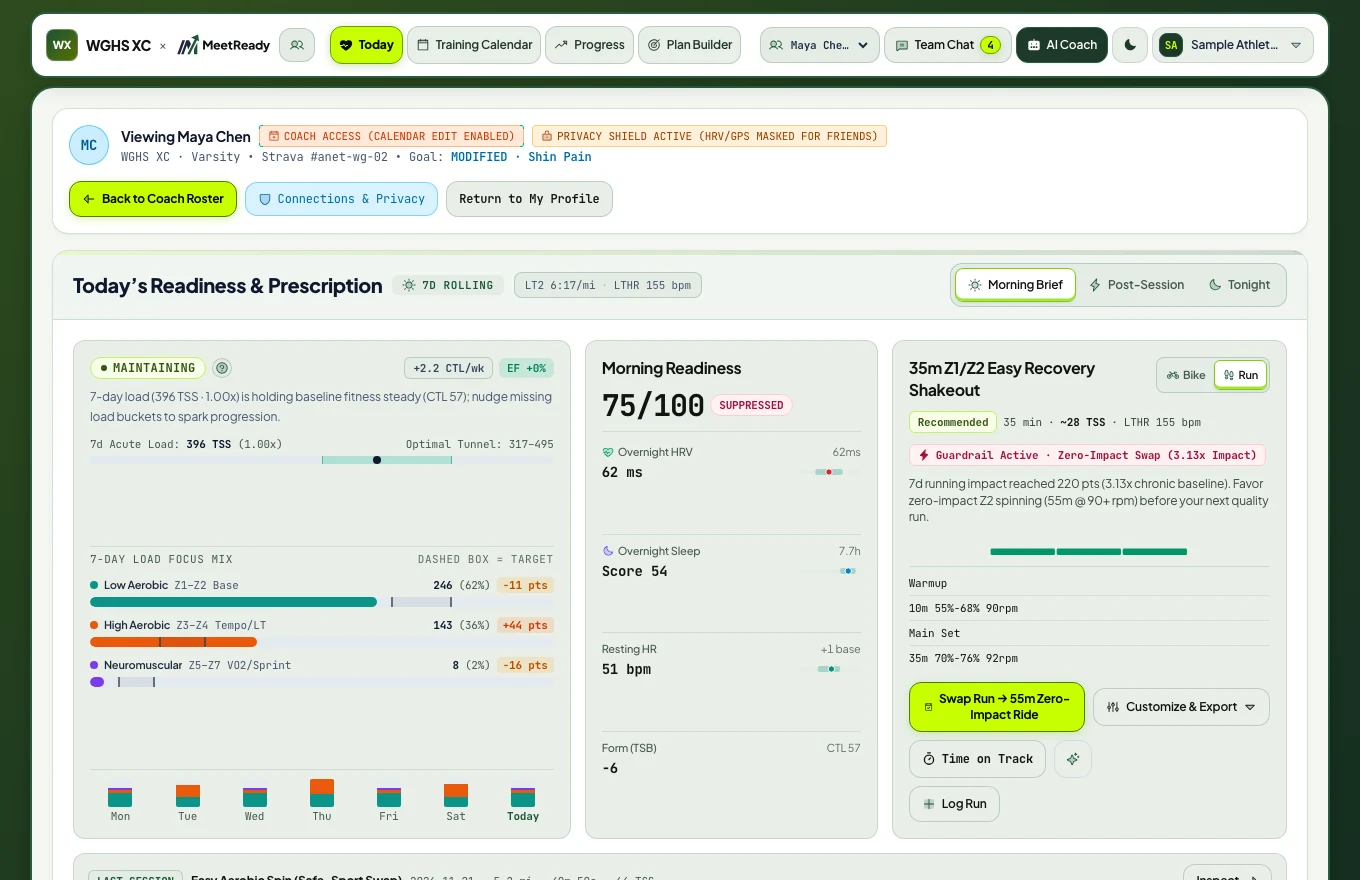 WX WGHS XC × MeetReady Today Training Calendar Progress Plan Builder Maya Che… Team Chat 4 AI Coach SA Sample Athlet…
MC
Viewing Maya Chen COACH ACCESS (CALENDAR EDIT ENABLED) PRIVACY SHIELD ACTIVE (HRV/GPS MASKED FOR FRIENDS)
WGHS XC · Varsity • Strava #anet-wg-02 • Goal: MODIFIED · Shin Pain
Back to Coach Roster Connections & Privacy Return to My Profile
Today's Readiness & Prescription 7D ROLLING LT2 6:17/mi · LTHR 155 bpm Morning Brief Post-Session Tonight
MAINTAINING +2.2 CTL/wk EF +0%
7-day load (396 TSS · 1.00x) is holding baseline fitness steady (CTL 57); nudge missing
load buckets to spark progression.
7d Acute Load: 396 TSS (1.00x) Optimal Tunnel: 317–495
7-DAY LOAD FOCUS MIX DASHED BOX = TARGET
Low Aerobic Z1–Z2 Base 246 (62%) -11 pts
High Aerobic Z3–Z4 Tempo/LT 143 (36%) +44 pts
Neuromuscular Z5–Z7 VO2/Sprint 8 (2%) -16 pts
Mon Tue Wed Thu Fri Sat Today
Morning Readiness
75/100 SUPPRESSED
Overnight HRV 62ms
62 ms
Overnight Sleep 7.7h
Score 54
Resting HR +1 base
51 bpm
Form (TSB) CTL 57
-6
35m Z1/Z2 Easy Recovery
Shakeout
Bike Run
Recommended 35 min · ~28 TSS · LTHR 155 bpm
Guardrail Active · Zero-Impact Swap (3.13x Impact)
7d running impact reached 220 pts (3.13x chronic baseline). Favor
zero-impact Z2 spinning (55m @ 90+ rpm) before your next quality
run.
Warmup
10m 55%-68% 90rpm
Main Set
35m 70%-76% 92rpm
Swap Run → 55m Zero-
Impact Ride
Customize & Export
Time on Track
Log Run